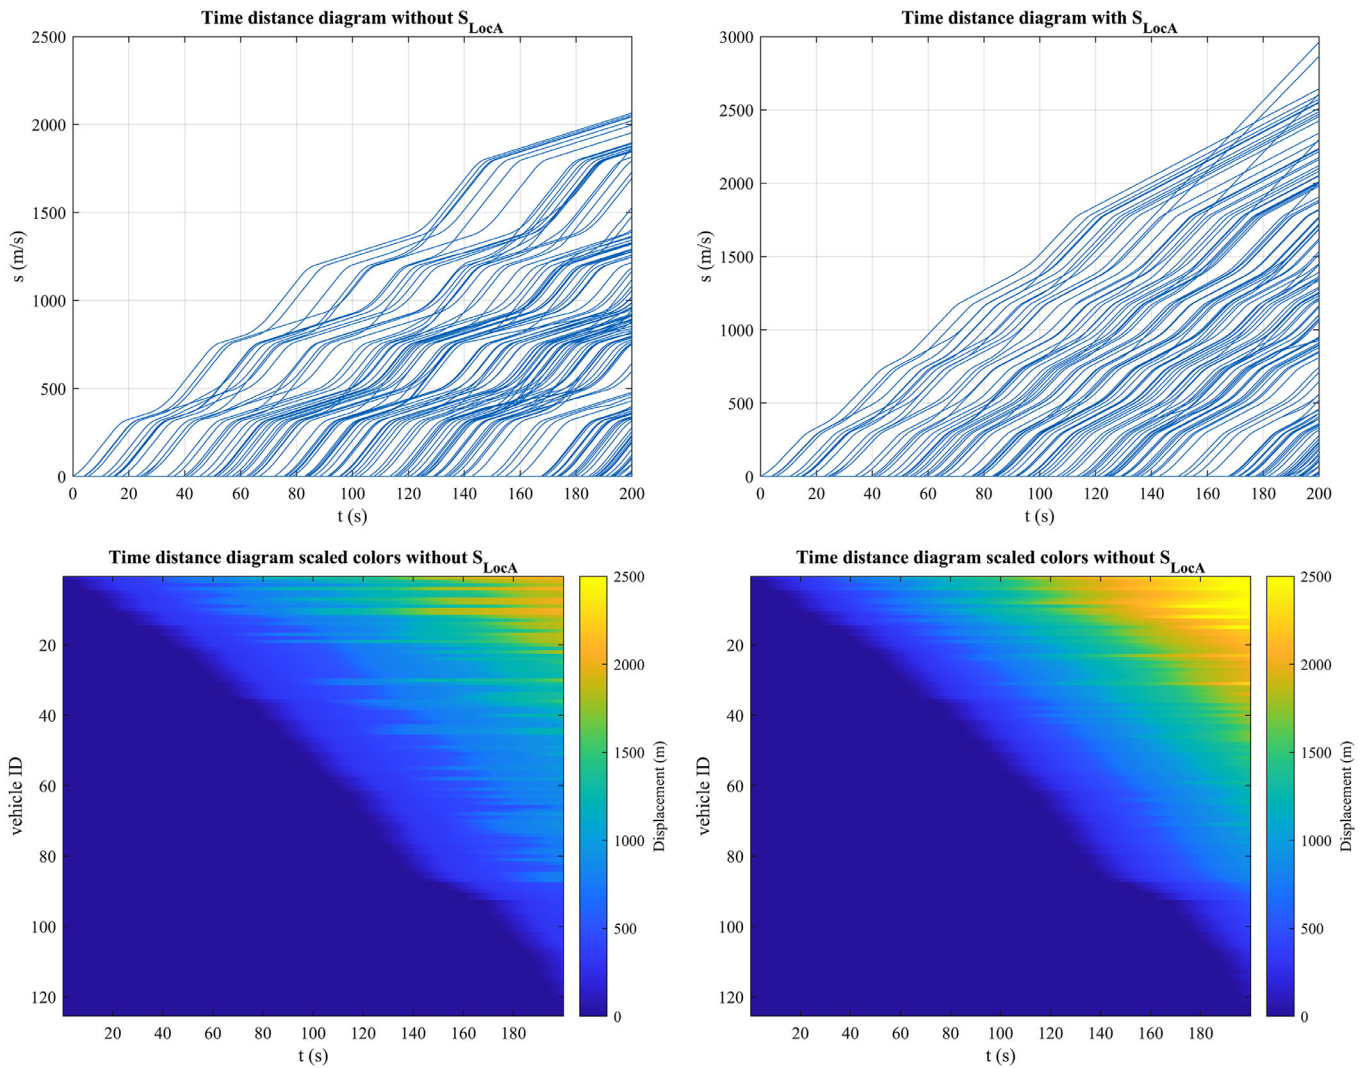 Time distance diagram without S_LocA
2500
2000
1500
1000
500
0
s (m/s)
0 20 40 60 80 100 120 140 160 180 200
t (s)
Time distance diagram with S_LocA
3000
2500
2000
1500
1000
500
0
s (m/s)
0 20 40 60 80 100 120 140 160 180 200
t (s)
Time distance diagram scaled colors without S_LocA
20
40
60
80
100
120
vehicle ID
20 40 60 80 100 120 140 160 180
t (s)
2500
2000
1500
1000
500
0
Displacement (m)
Time distance diagram scaled colors without S_LocA
20
40
60
80
100
120
vehicle ID
20 40 60 80 100 120 140 160 180
t (s)
2500
2000
1500
1000
500
0
Displacement (m)